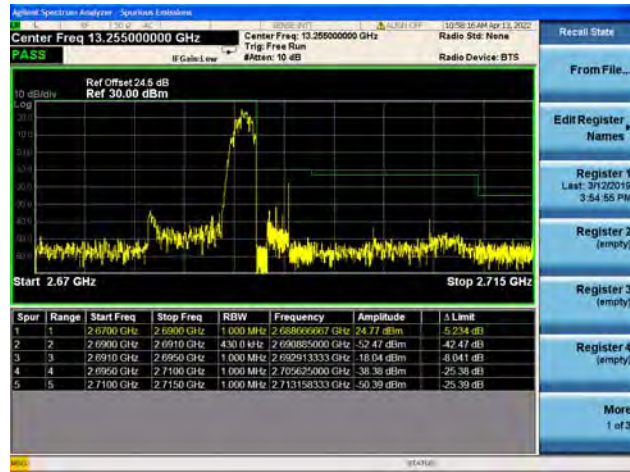 Agilent Spectrum Analyzer - Spurious Emissions
10:58:16 AM Apr 13, 2022
Center Freq 13.255000000 GHz
Center Freq: 13.255000000 GHz
Radio Std: None
PASS
IFGain:Low
Trig: Free Run
#Atten: 10 dB
Radio Device: BTS
Ref Offset 24.5 dB
10 dB/div
Ref 30.00 dBm
Log
Start 2.67 GHz
Stop 2.715 GHz
Spur Range Start Freq Stop Freq RBW Frequency Amplitude Δ Limit
1 1 2.6700 GHz 2.6900 GHz 1.000 MHz 2.688666667 GHz 24.77 dBm -5.234 dB
2 2 2.6900 GHz 2.6910 GHz 430.0 kHz 2.690885000 GHz -52.47 dBm -42.47 dB
3 3 2.6910 GHz 2.6950 GHz 1.000 MHz 2.692913333 GHz -18.04 dBm -8.041 dB
4 4 2.6950 GHz 2.7100 GHz 1.000 MHz 2.705625000 GHz -38.38 dBm -25.38 dB
5 5 2.7100 GHz 2.7150 GHz 1.000 MHz 2.713158333 GHz -50.39 dBm -25.39 dB
MSG
STATUS
Recall State
From File...
Edit Register
Names
Register 1
Last: 3/12/2019
3:54:55 PM
Register 2
(empty)
Register 3
(empty)
Register 4
(empty)
More
1 of 3